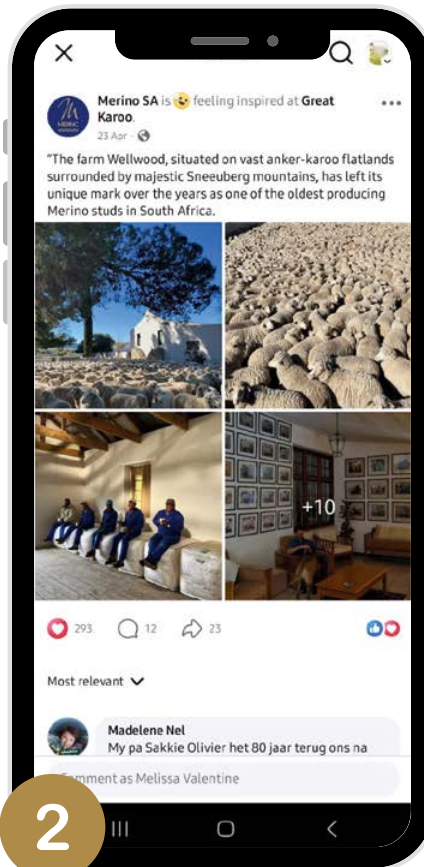 Merino SA is feeling inspired at Great
Karoo.
23 Apr ·
MERINO
"The farm Wellwood, situated on vast anker-karoo flatlands
surrounded by majestic Sneeuberg mountains, has left its
unique mark over the years as one of the oldest producing
Merino studs in South Africa.
+10
293
12
23
Most relevant
Madelene Nel
My pa Sakkie Olivier het 80 jaar terug ons na
Comment as Melissa Valentine
2